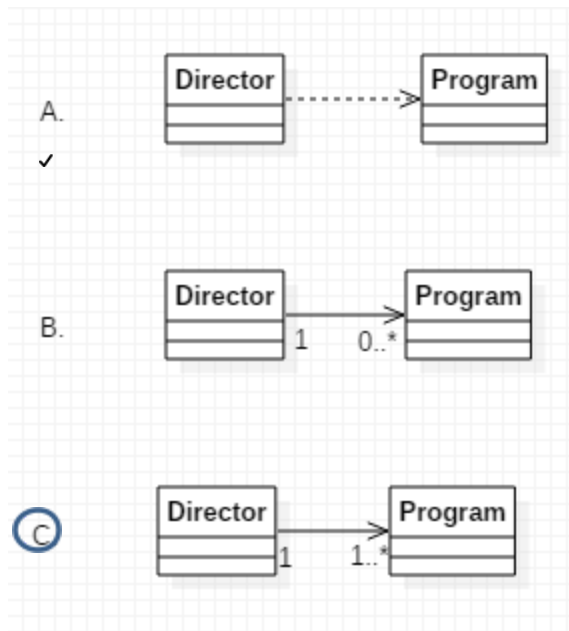 Director Program
A.
✓
Director Program
B.
1 0..*
Director Program
C
1 1..*